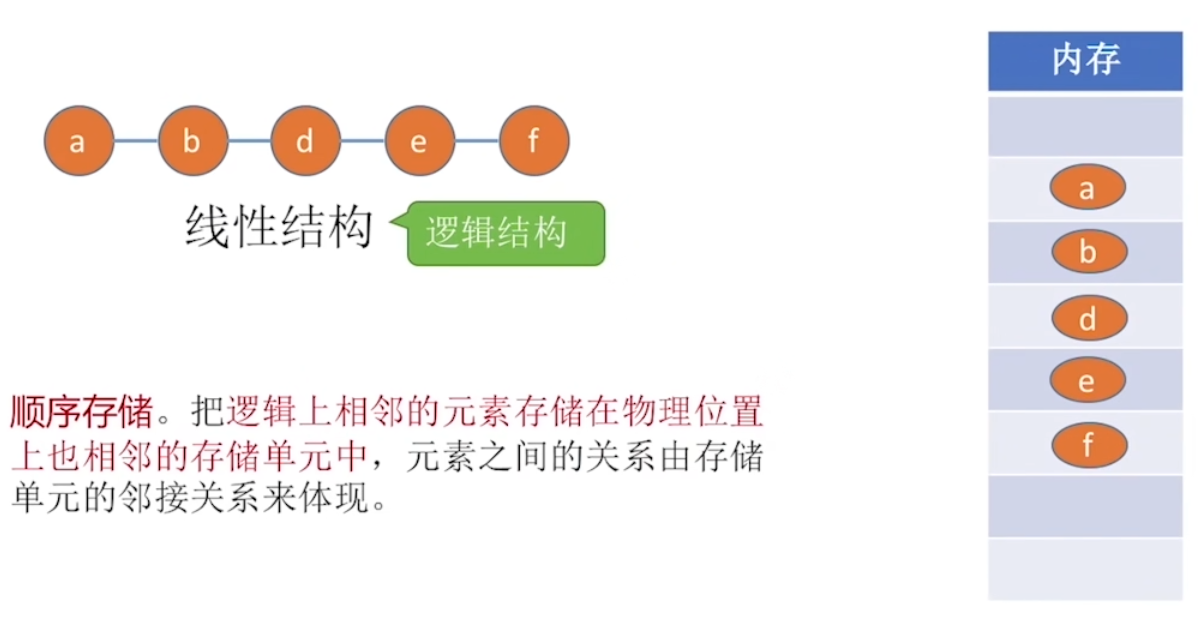 a b d e f
线性结构 逻辑结构
顺序存储。把逻辑上相邻的元素存储在物理位置
上也相邻的存储单元中，元素之间的关系由存储
单元的邻接关系来体现。
内存
a
b
d
e
f